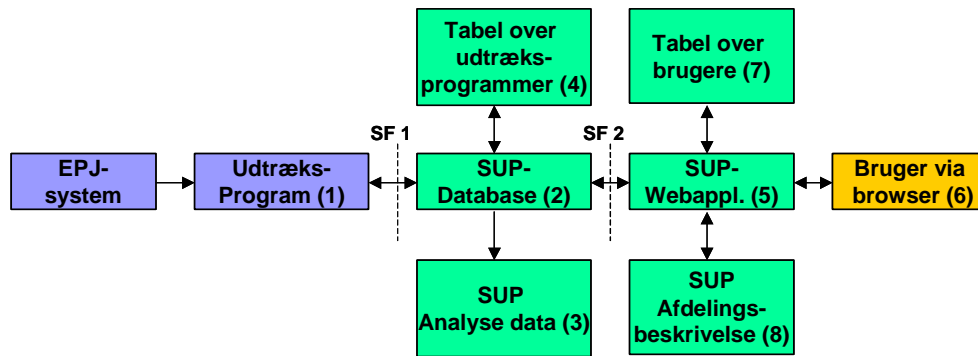 Tabel over
udtræks-
programmer (4)
Tabel over
brugere (7)
SF 1
SF 2
EPJ-
system
Udtræks-
Program (1)
SUP-
Database (2)
SUP-
Webappl. (5)
Bruger via
browser (6)
SUP
Analyse data (3)
SUP
Afdelings-
beskrivelse (8)